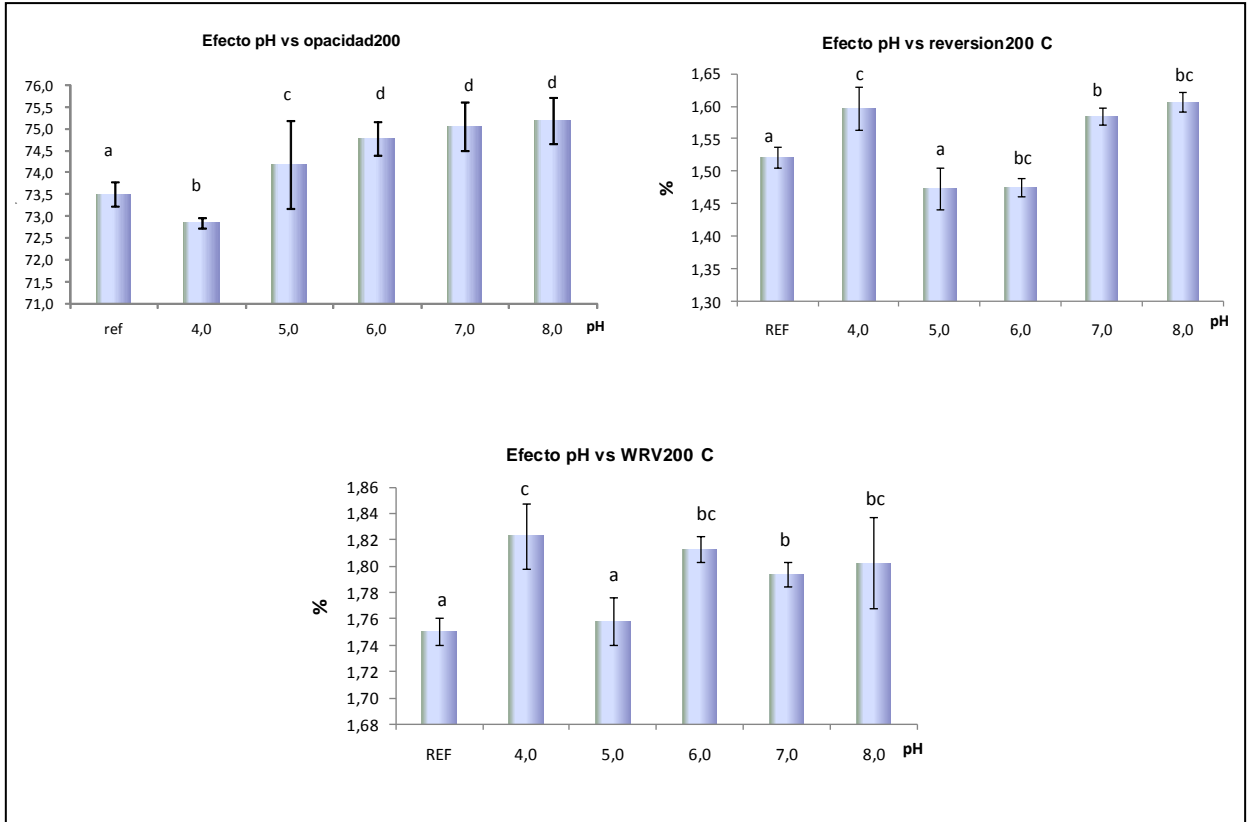 Efecto pH vs opacidad200
76,0
75,5
75,0
74,5
74,0
73,5
73,0
72,5
72,0
71,5
71,0
a
b
c
d
d
d
ref 4,0 5,0 6,0 7,0 8,0 pH
Efecto pH vs reversion200 C
%
1,65
1,60
1,55
1,50
1,45
1,40
1,35
1,30
a
c
a
bc
b
bc
REF 4,0 5,0 6,0 7,0 8,0 pH
Efecto pH vs WRV200 C
%
1,86
1,84
1,82
1,80
1,78
1,76
1,74
1,72
1,70
1,68
a
c
a
bc
b
bc
REF 4,0 5,0 6,0 7,0 8,0 pH